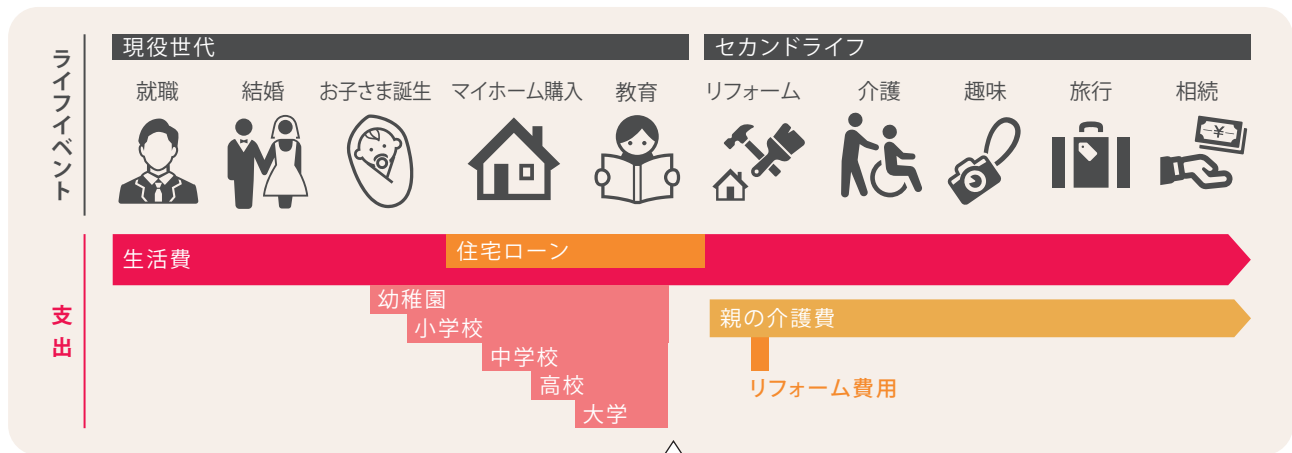 ライフイベント
現役世代
セカンドライフ
就職
結婚
お子さま誕生
マイホーム購入
教育
リフォーム
介護
趣味
旅行
相続
¥
支出
生活費
住宅ローン
幼稚園
小学校
中学校
高校
大学
親の介護費
リフォーム費用